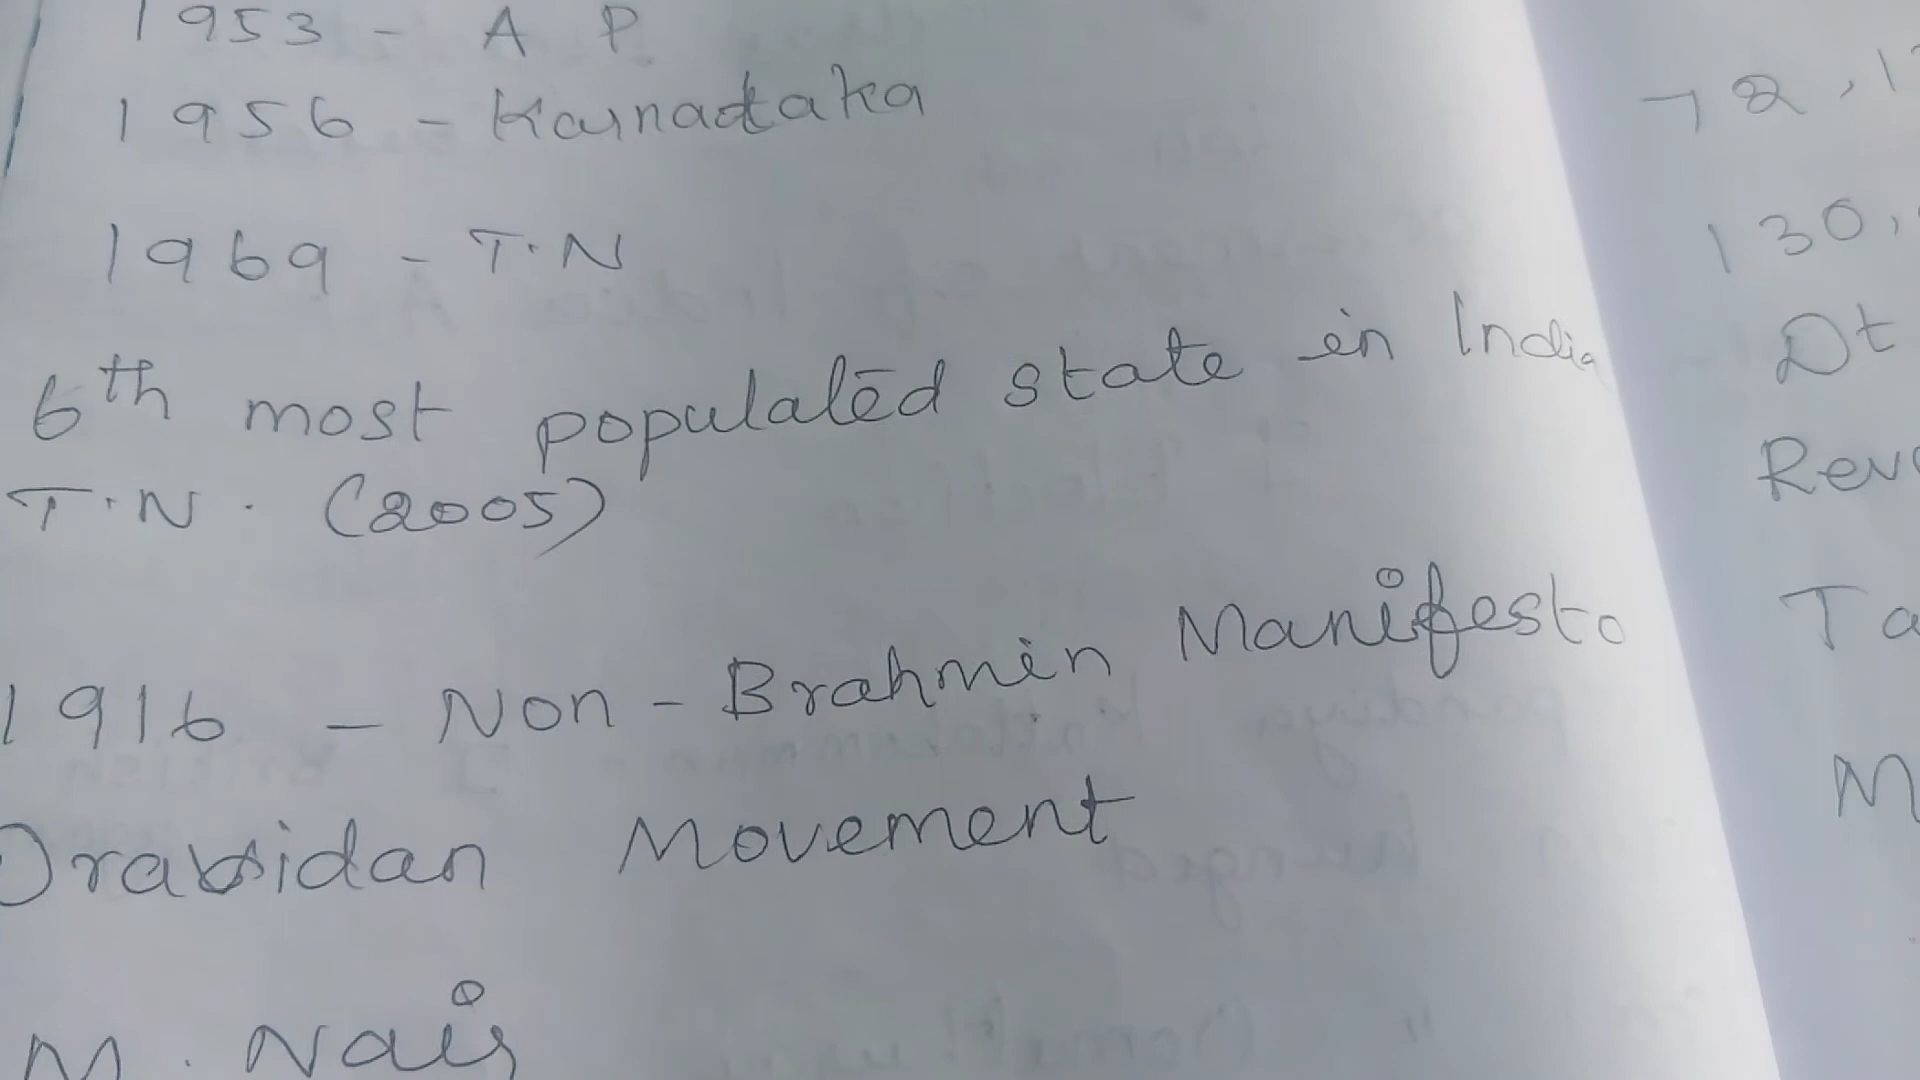 1953 - A P
1956 - Karnataka
1969 - T.N
6th most populated state in India
T.N. (2005)
1916 - Non-Brahmin Manifesto
Dravidan Movement
M. Nair
72,1
130,
Dt
Rev
Ta
M